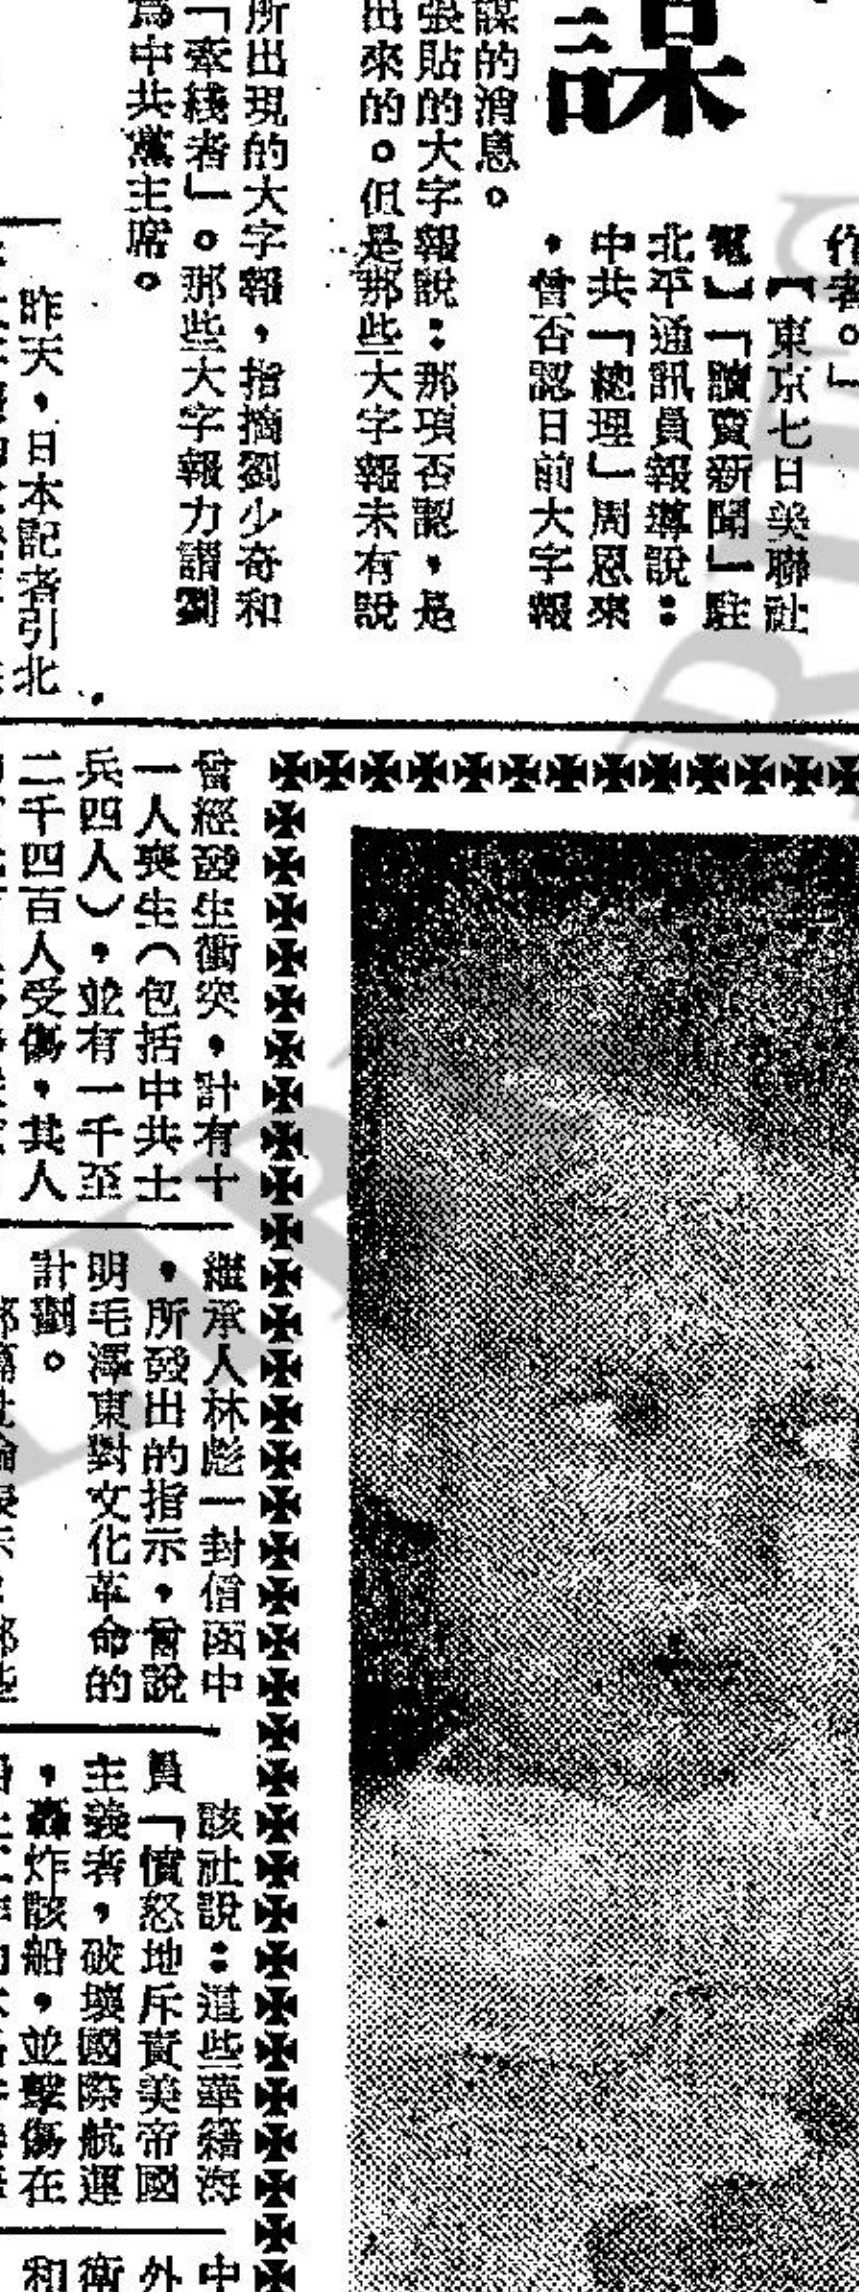 謀
作者。」
【東京七日美聯社
電】「讀賣新聞」駐
北平通訊員報導說：
中共「總理」周恩來
，曾否認日前大字報
謀的消息。
張貼的大字報說：那項否認，是
出來的。但是那些大字報未有說
所出現的大字報，指摘劉少奇和
「牽綫者」。那些大字報力謂劉
為中共黨主席。
昨天，日本記者引北
曾經發生衝突，計有十
一人喪生（包括中共士
兵四人），並有一千至
二千四百人受傷，其人
繼承人林彪一封信函中
，所發出的指示，曾說
明毛澤東對文化革命的
計劃。
該社說：這些華籍海
員「憤怒地斥責美帝國
主義者，破壞國際航運
，轟炸該船，並擊傷在
中
外
衛
和